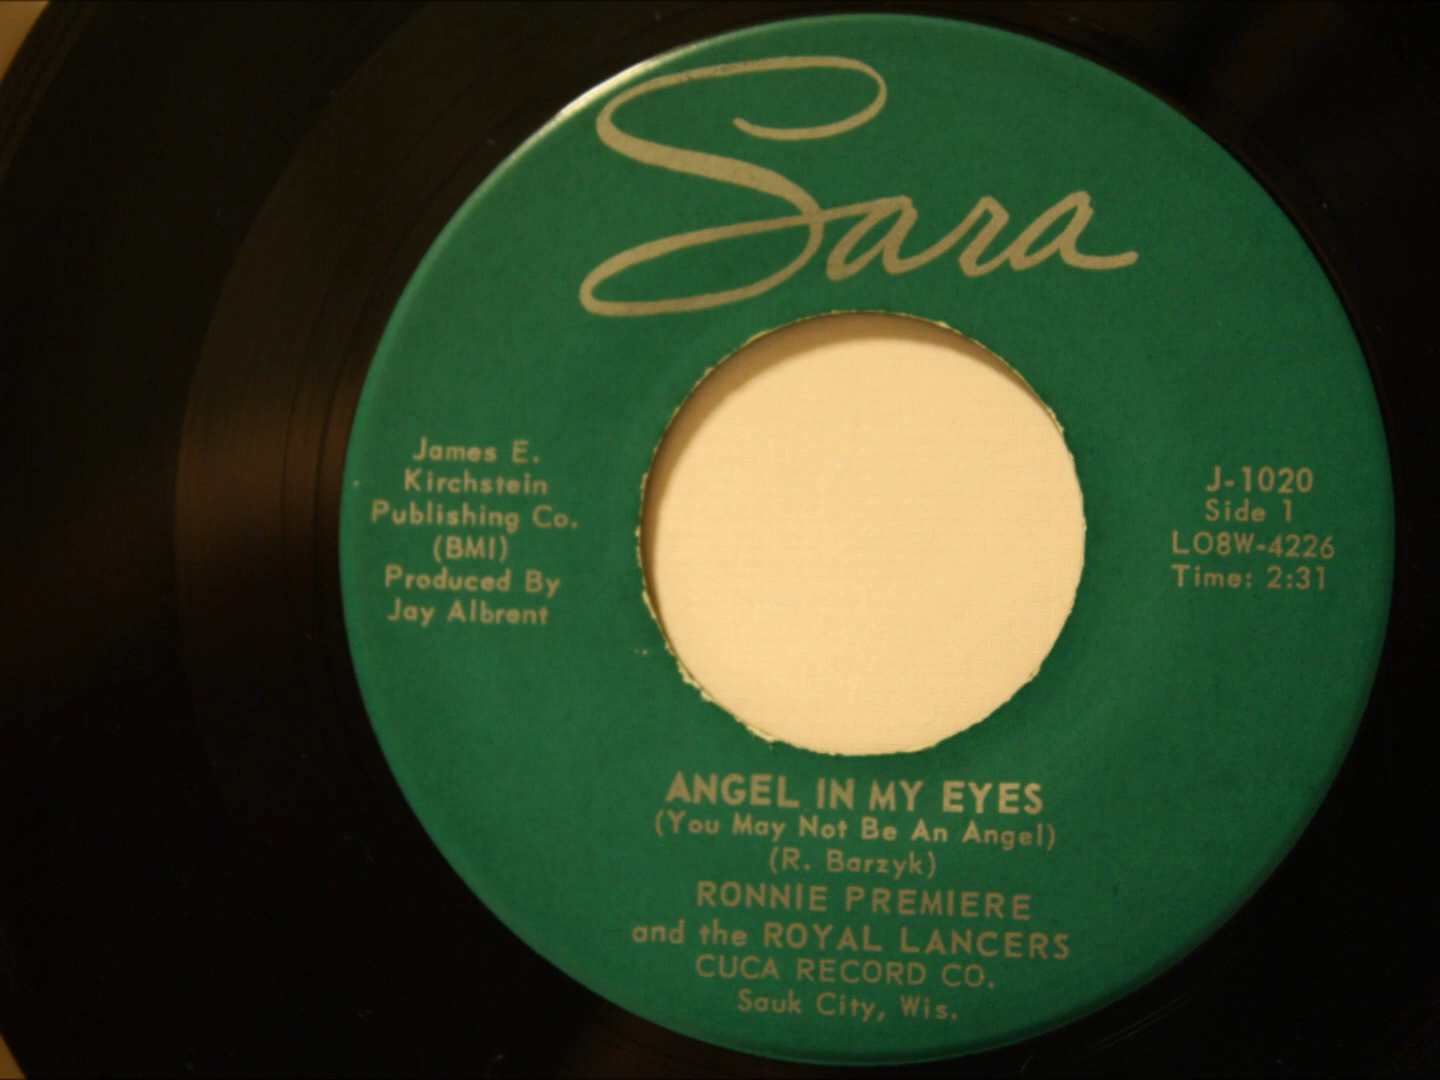 Sara
James E.
Kirchstein
Publishing Co.
(BMI)
Produced By
Jay Albrent
J-1020
Side 1
LO8W-4226
Time: 2:31
ANGEL IN MY EYES
(You May Not Be An Angel)
(R. Barzyk)
RONNIE PREMIERE
and the ROYAL LANCERS
CUCA RECORD CO.
Sauk City, Wis.